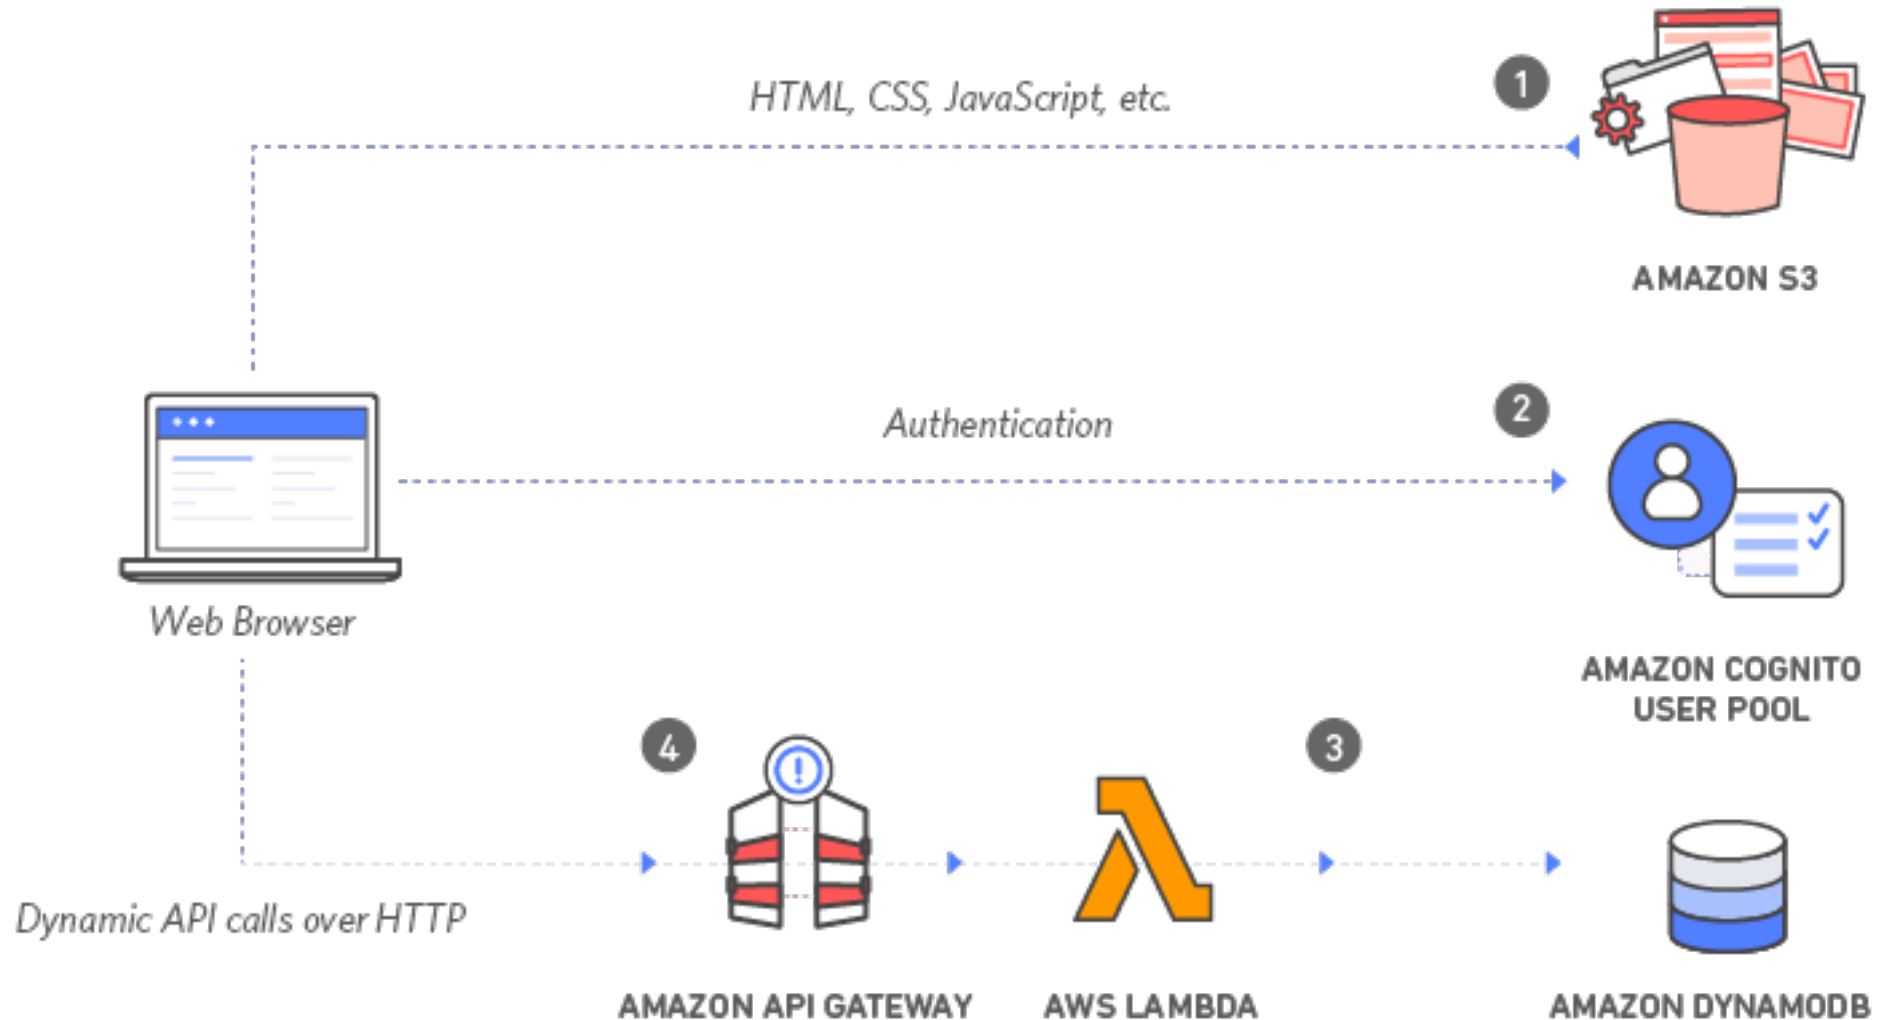 HTML, CSS, JavaScript, etc.
1
AMAZON S3
Authentication
2
Web Browser
AMAZON COGNITO
USER POOL
4
3
Dynamic API calls over HTTP
AMAZON API GATEWAY
AWS LAMBDA
AMAZON DYNAMODB